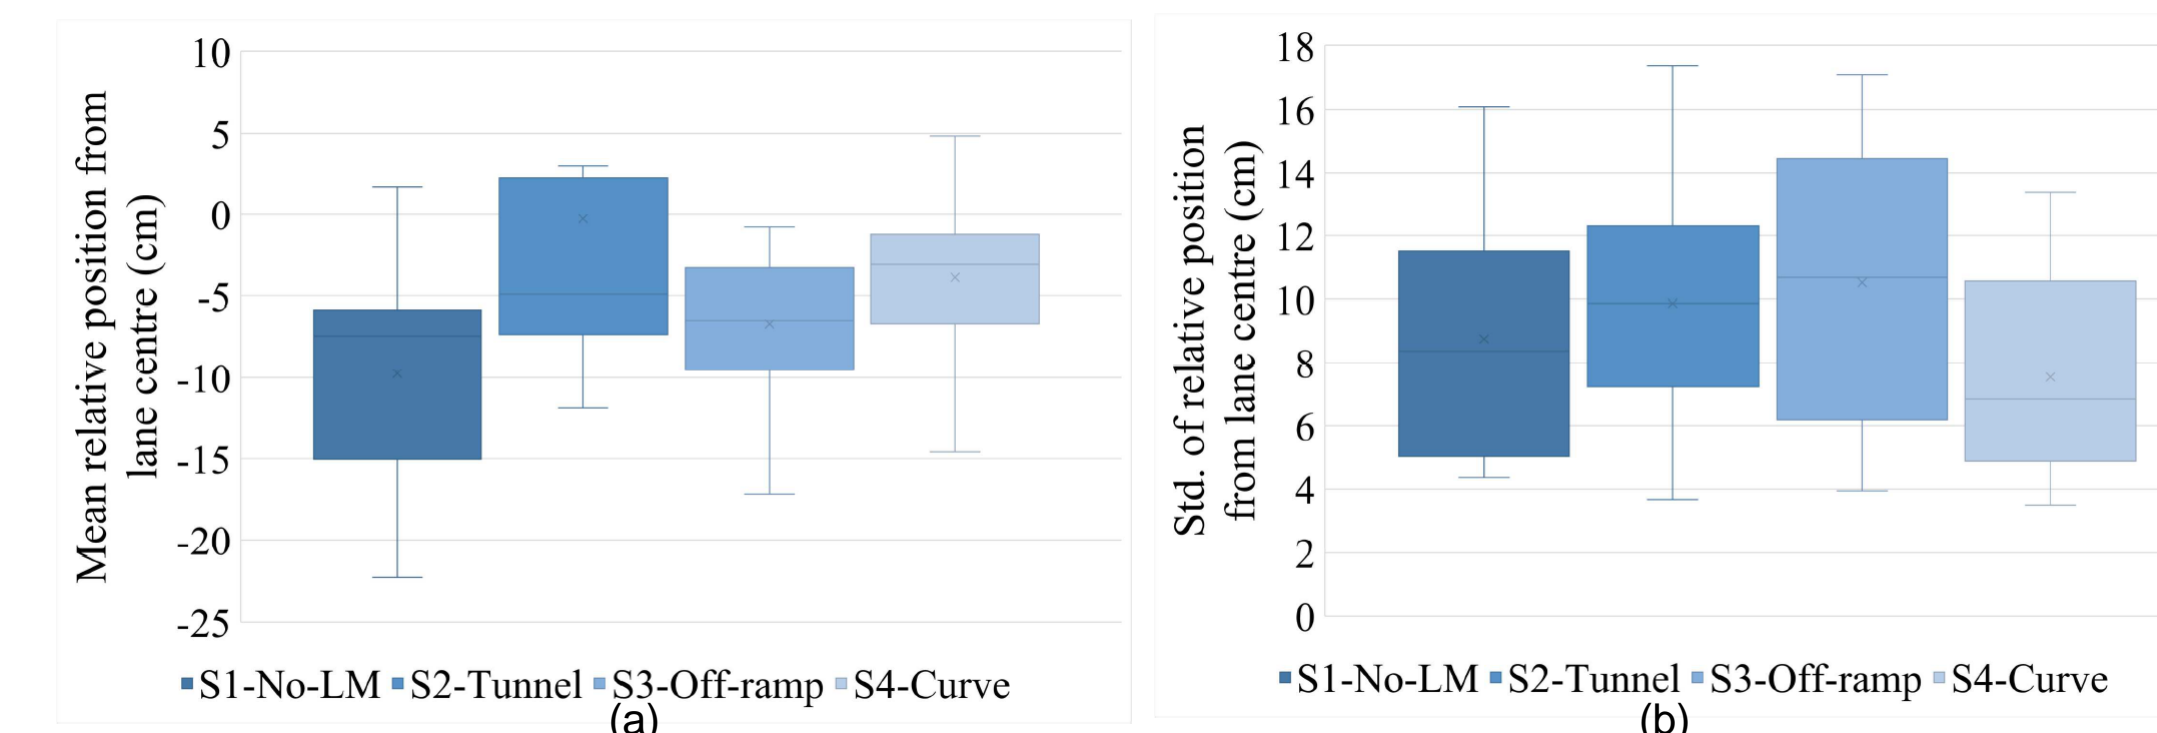 Mean relative position from
lane centre (cm)
10
5
0
-5
-10
-15
-20
-25
S1-No-LM S2-Tunnel S3-Off-ramp S4-Curve
(a)
Std. of relative position
from lane centre (cm)
18
16
14
12
10
8
6
4
2
0
S1-No-LM S2-Tunnel S3-Off-ramp S4-Curve
(b)